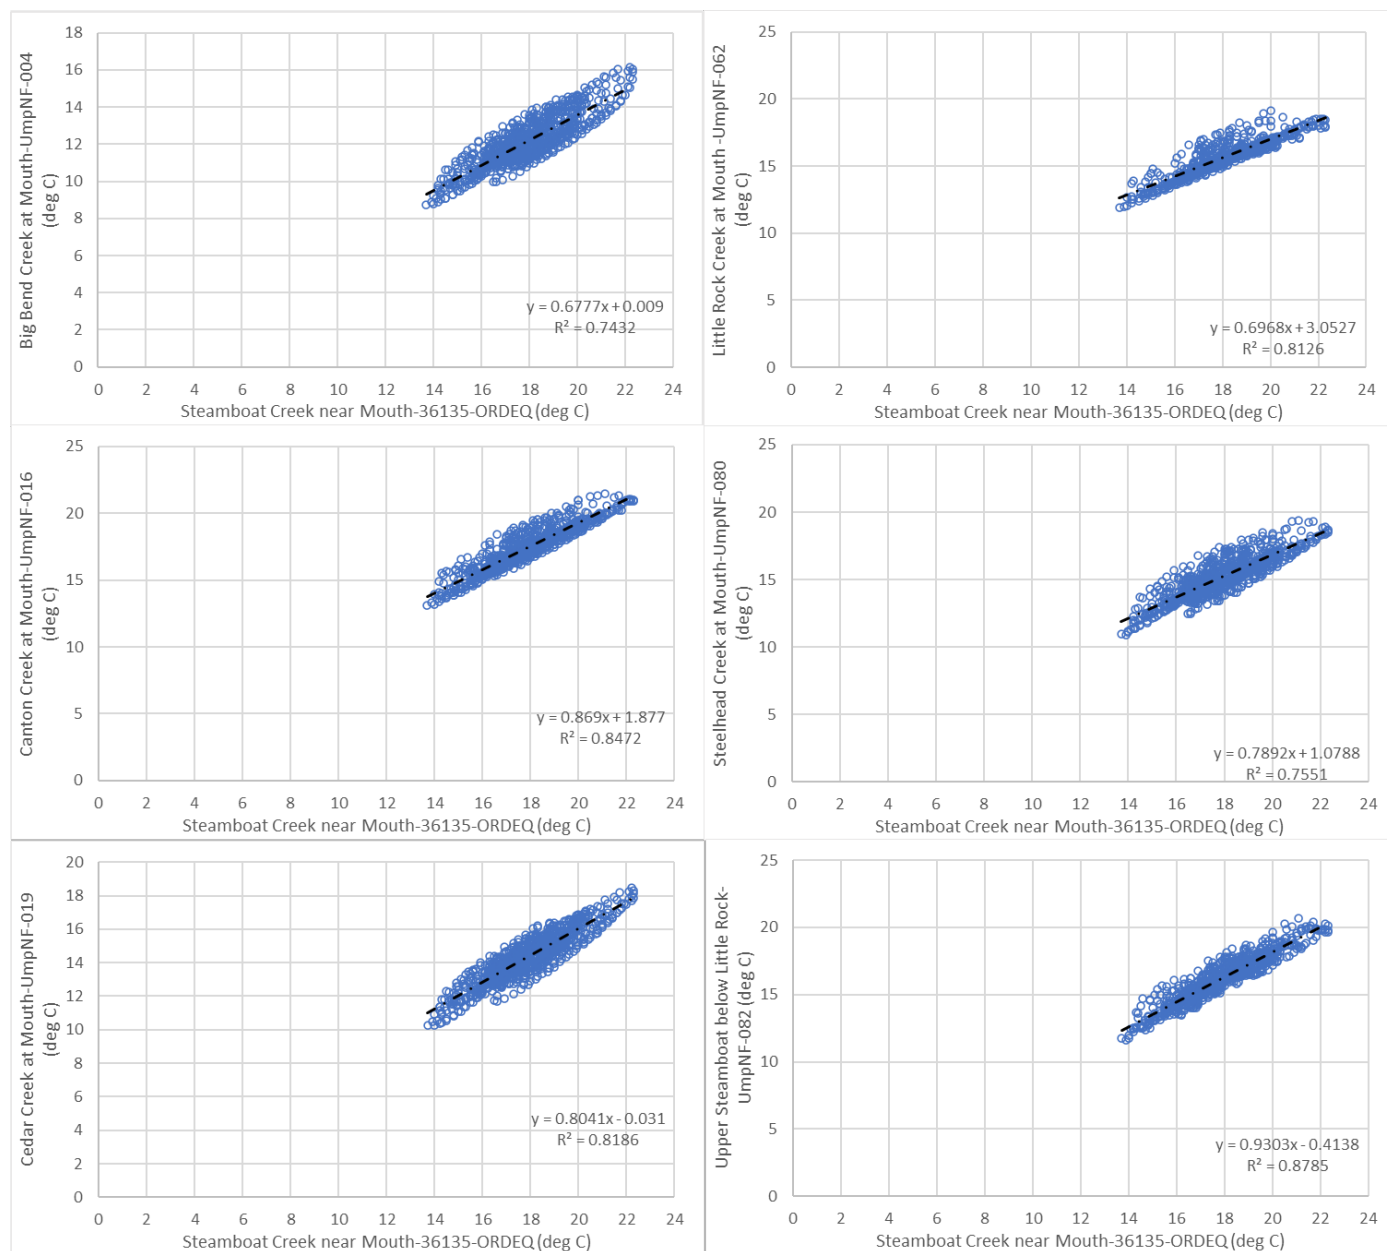 Big Bend Creek at Mouth-UmpNF-004
(deg C)
18
16
14
12
10
8
6
4
2
0
y = 0.6777x + 0.009
R² = 0.7432
0 2 4 6 8 10 12 14 16 18 20 22 24
Steamboat Creek near Mouth-36135-ORDEQ (deg C)
Little Rock Creek at Mouth -UmpNF-062
(deg C)
25
20
15
10
5
0
y = 0.6968x + 3.0527
R² = 0.8126
0 2 4 6 8 10 12 14 16 18 20 22 24
Steamboat Creek near Mouth-36135-ORDEQ (deg C)
Canton Creek at Mouth-UmpNF-016
(deg C)
25
20
15
10
5
0
y = 0.869x + 1.877
R² = 0.8472
0 2 4 6 8 10 12 14 16 18 20 22 24
Steamboat Creek near Mouth-36135-ORDEQ (deg C)
Steelhead Creek at Mouth-UmpNF-080
(deg C)
25
20
15
10
5
0
y = 0.7892x + 1.0788
R² = 0.7551
0 2 4 6 8 10 12 14 16 18 20 22 24
Steamboat Creek near Mouth-36135-ORDEQ (deg C)
Cedar Creek at Mouth-UmpNF-019
(deg C)
20
18
16
14
12
10
8
6
4
2
0
y = 0.8041x - 0.031
R² = 0.8186
0 2 4 6 8 10 12 14 16 18 20 22 24
Steamboat Creek near Mouth-36135-ORDEQ (deg C)
Upper Steamboat below Little Rock-
UmpNF-082 (deg C)
25
20
15
10
5
0
y = 0.9303x - 0.4138
R² = 0.8785
0 2 4 6 8 10 12 14 16 18 20 22 24
Steamboat Creek near Mouth-36135-ORDEQ (deg C)